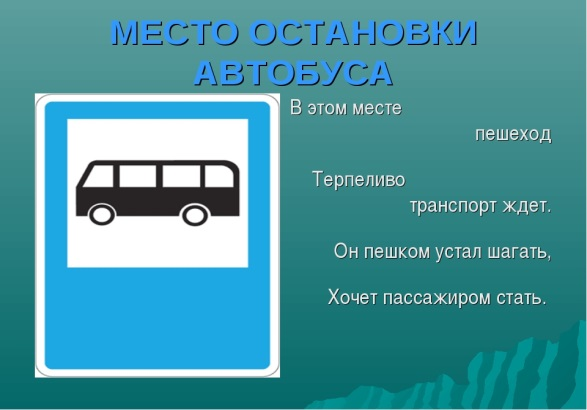 МЕСТО ОСТАНОВКИ
АВТОБУСА
В этом месте
пешеход
Терпеливо
транспорт ждет.
Он пешком устал шагать,
Хочет пассажиром стать.